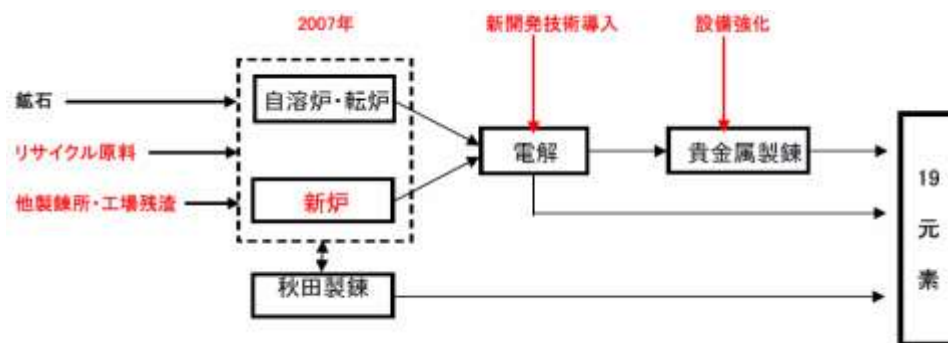 2007年
新開発技術導入
設備強化
鉱石
自溶炉・転炉
リサイクル原料
電解
貴金属製錬
他製錬所・工場残渣
新炉
秋田製錬
19
元
素